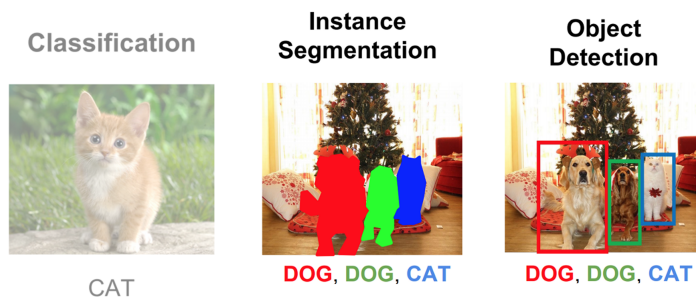 Classification
CAT
Instance
Segmentation
DOG, DOG, CAT
Object
Detection
DOG, DOG, CAT